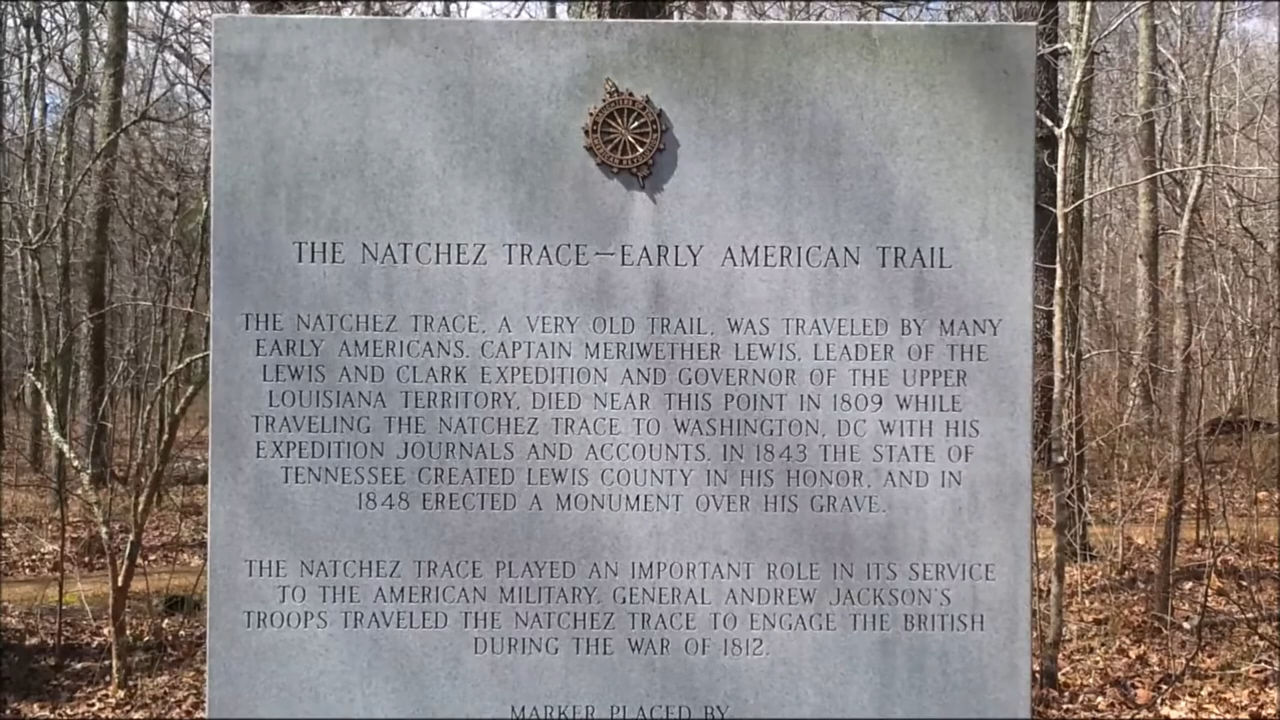 DAUGHTERS OF THE
AMERICAN REVOLUTION
THE NATCHEZ TRACE—EARLY AMERICAN TRAIL
THE NATCHEZ TRACE, A VERY OLD TRAIL, WAS TRAVELED BY MANY
EARLY AMERICANS. CAPTAIN MERIWETHER LEWIS, LEADER OF THE
LEWIS AND CLARK EXPEDITION AND GOVERNOR OF THE UPPER
LOUISIANA TERRITORY, DIED NEAR THIS POINT IN 1809 WHILE
TRAVELING THE NATCHEZ TRACE TO WASHINGTON, DC WITH HIS
EXPEDITION JOURNALS AND ACCOUNTS. IN 1843 THE STATE OF
TENNESSEE CREATED LEWIS COUNTY IN HIS HONOR, AND IN
1848 ERECTED A MONUMENT OVER HIS GRAVE.
THE NATCHEZ TRACE PLAYED AN IMPORTANT ROLE IN ITS SERVICE
TO THE AMERICAN MILITARY. GENERAL ANDREW JACKSON'S
TROOPS TRAVELED THE NATCHEZ TRACE TO ENGAGE THE BRITISH
DURING THE WAR OF 1812.
MARKER PLACED BY